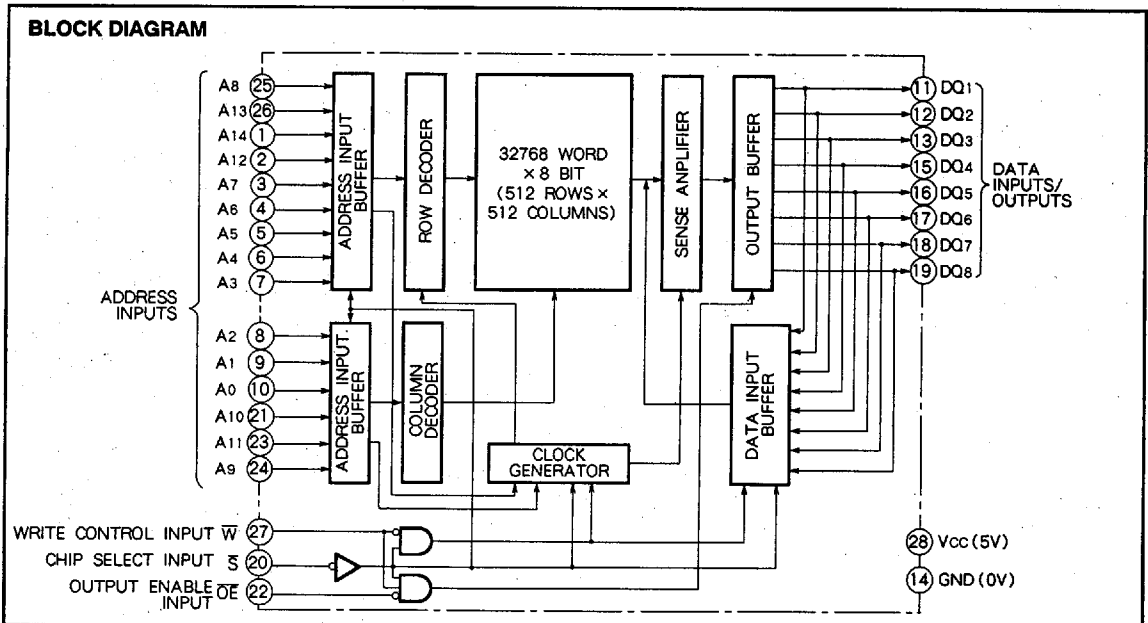 BLOCK DIAGRAM
A8 25
A13 26
A14 1
A12 2
A7 3
A6 4
A5 5
A4 6
A3 7
ADDRESS
INPUTS
A2 8
A1 9
A0 10
A10 21
A11 23
A9 24
WRITE CONTROL INPUT W̅ 27
CHIP SELECT INPUT S̅ 20
OUTPUT ENABLE
INPUT O̅E̅ 22
ADDRESS INPUT
BUFFER
ROW DECODER
32768 WORD
× 8 BIT
(512 ROWS ×
512 COLUMNS)
SENSE ANPLIFIER
OUTPUT BUFFER
ADDRESS INPUT.
BUFFER
COLUMN
DECODER
CLOCK
GENERATOR
DATA INPUT
BUFFER
11 DQ1
12 DQ2
13 DQ3
15 DQ4
16 DQ5
17 DQ6
18 DQ7
19 DQ8
DATA
INPUTS/
OUTPUTS
28 Vcc (5V)
14 GND (0V)